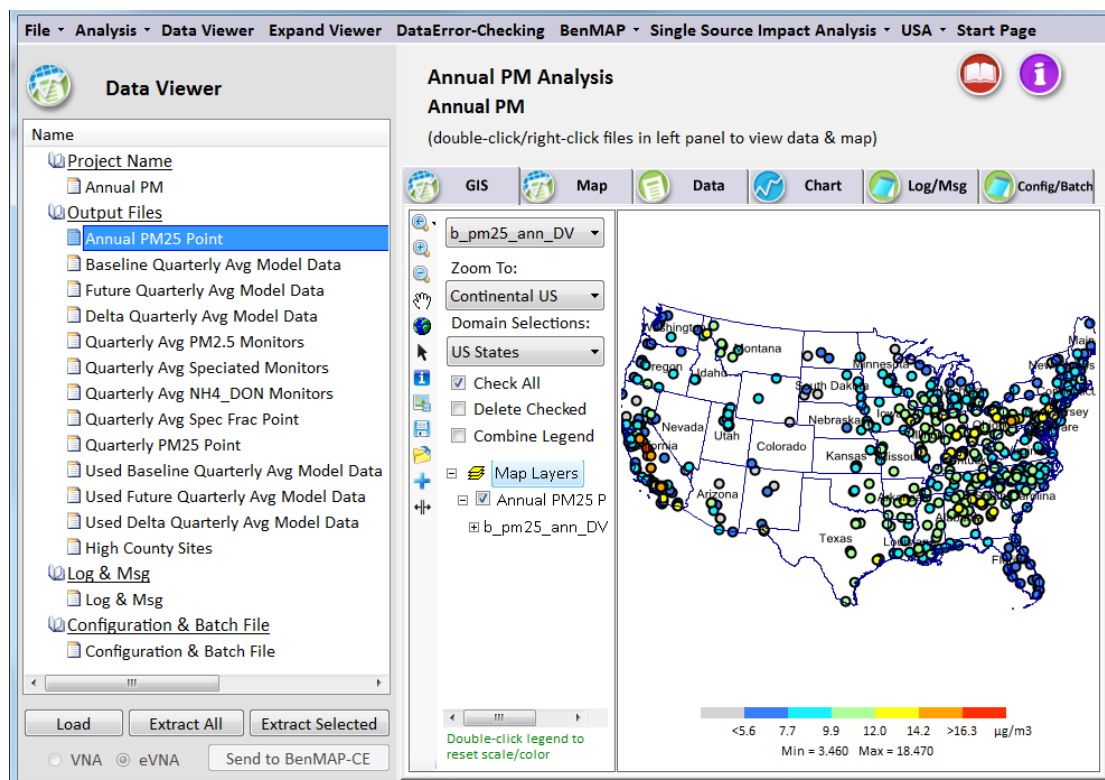 File Analysis Data Viewer Expand Viewer DataError-Checking BenMAP Single Source Impact Analysis USA Start Page
Data Viewer
Name
Project Name
Annual PM
Output Files
Annual PM25 Point
Baseline Quarterly Avg Model Data
Future Quarterly Avg Model Data
Delta Quarterly Avg Model Data
Quarterly Avg PM2.5 Monitors
Quarterly Avg Speciated Monitors
Quarterly Avg NH4_DON Monitors
Quarterly Avg Spec Frac Point
Quarterly PM25 Point
Used Baseline Quarterly Avg Model Data
Used Future Quarterly Avg Model Data
Used Delta Quarterly Avg Model Data
High County Sites
Log & Msg
Log & Msg
Configuration & Batch File
Configuration & Batch File
Load Extract All Extract Selected
VNA eVNA Send to BenMAP-CE
Annual PM Analysis
Annual PM
(double-click/right-click files in left panel to view data & map)
GIS Map Data Chart Log/Msg Config/Batch
b_pm25_ann_DV
Zoom To:
Continental US
Domain Selections:
US States
Check All
Delete Checked
Combine Legend
Map Layers
Annual PM25 P
b_pm25_ann_DV
Double-click legend to
reset scale/color
Washington
Montana
Main
Oregon
Idaho
Minnesota
South Dakota
Nebraska
Nevada
Utah
Colorado
Kansas
Arizona
Texas
<5.6 7.7 9.9 12.0 14.2 >16.3 µg/m3
Min = 3.460 Max = 18.470